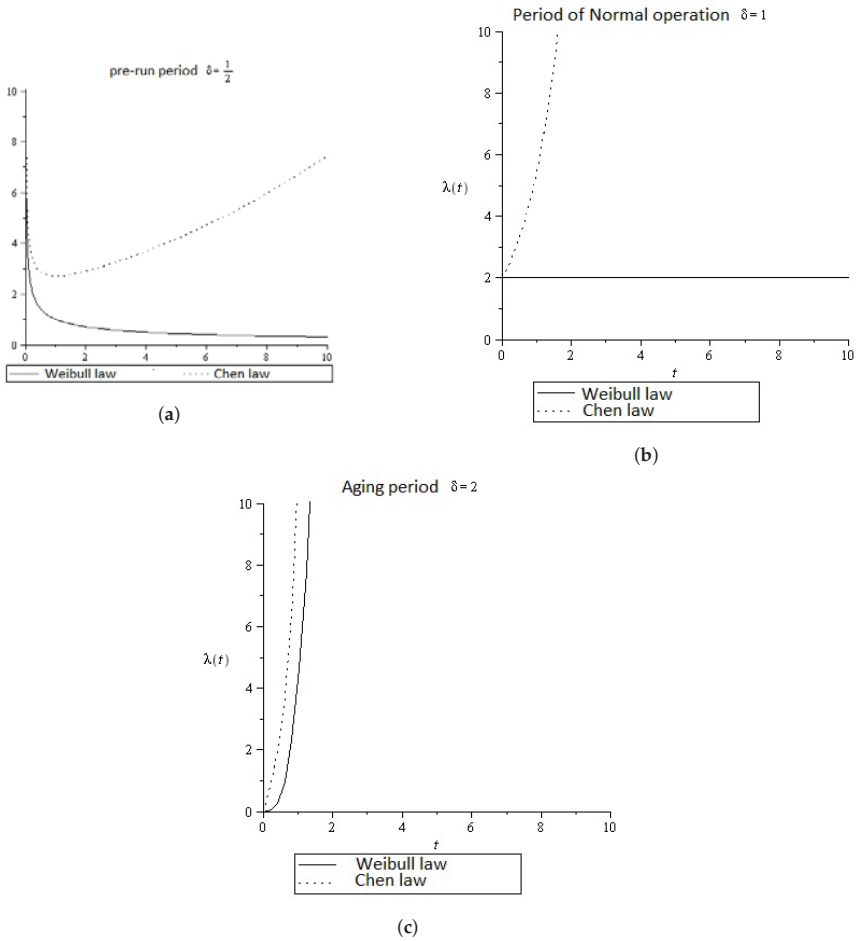 pre-run period δ= 1/2
10
8
6
4
2
0
0 2 4 6 8 10
Weibull law Chen law
(a)
Period of Normal operation δ = 1
10
8
6
λ(t)
4
2
0
0 2 4 6 8 10
t
Weibull law
Chen law
(b)
Aging period δ = 2
10
8
6
λ(t)
4
2
0
0 2 4 6 8 10
t
Weibull law
Chen law
(c)